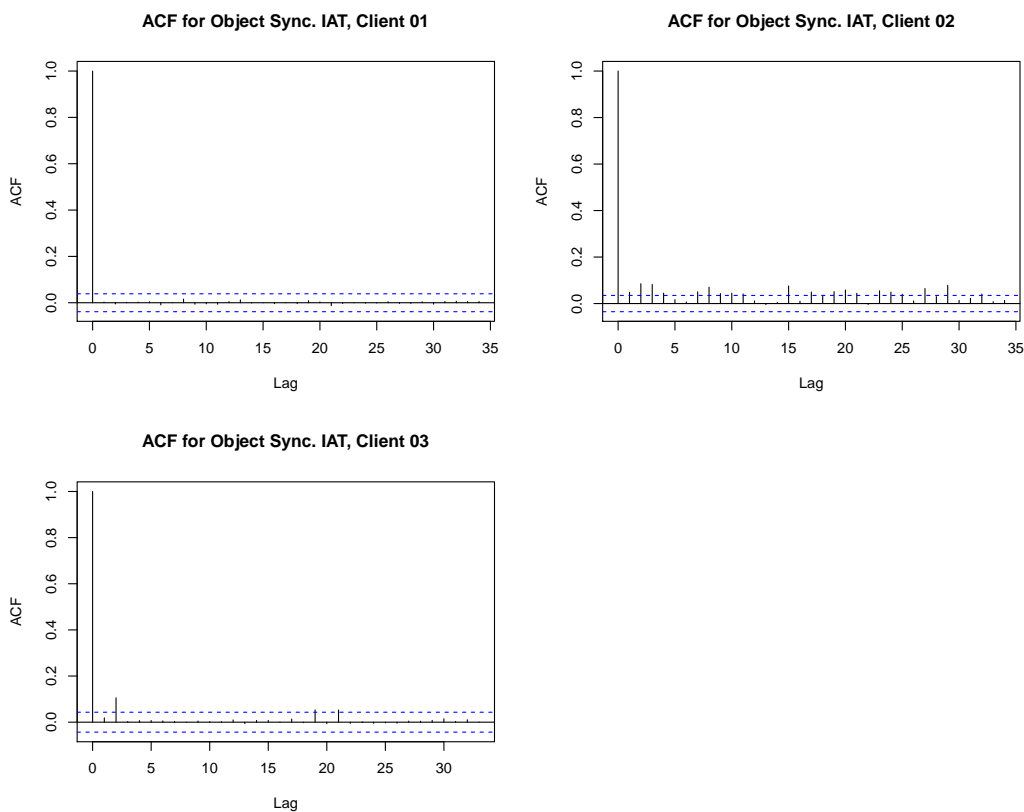 ACF for Object Sync. IAT, Client 01
1.0
0.8
0.6
0.4
0.2
0.0
ACF
0 5 10 15 20 25 30 35
Lag
ACF for Object Sync. IAT, Client 02
1.0
0.8
0.6
0.4
0.2
0.0
ACF
0 5 10 15 20 25 30 35
Lag
ACF for Object Sync. IAT, Client 03
1.0
0.8
0.6
0.4
0.2
0.0
ACF
0 5 10 15 20 25 30
Lag